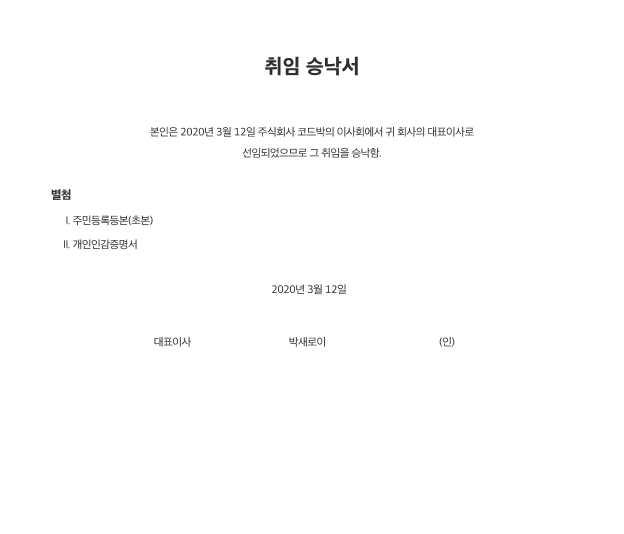 취임 승낙서
본인은 2020년 3월 12일 주식회사 코드박의 이사회에서 귀 회사의 대표이사로
선임되었으므로 그 취임을 승낙함.
별첨
I. 주민등록등본(초본)
II. 개인인감증명서
2020년 3월 12일
대표이사 박새로이 (인)